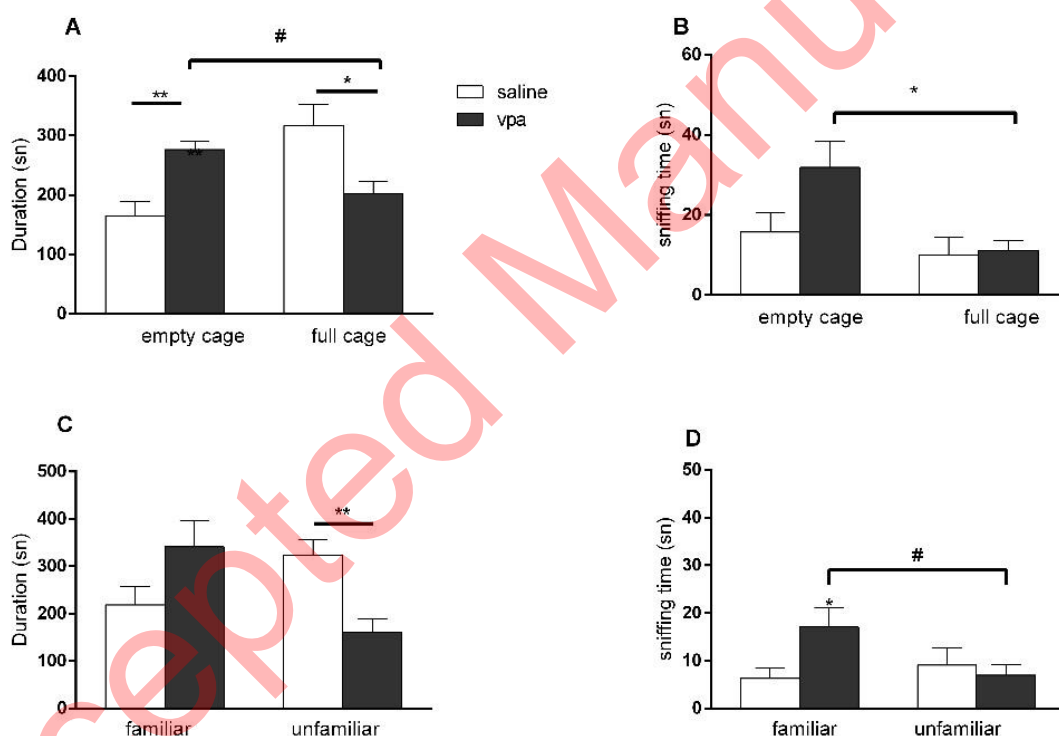 A
#
400
300
200
100
0
Duration (sn)
**
**
*
empty cage
full cage
saline
vpa
B
60
40
20
0
sniffing time (sn)
*
empty cage
full cage
C
500
400
300
200
100
0
Duration (sn)
**
familiar
unfamiliar
D
50
40
30
20
10
0
sniffing time (sn)
#
*
familiar
unfamiliar
cepted Manu